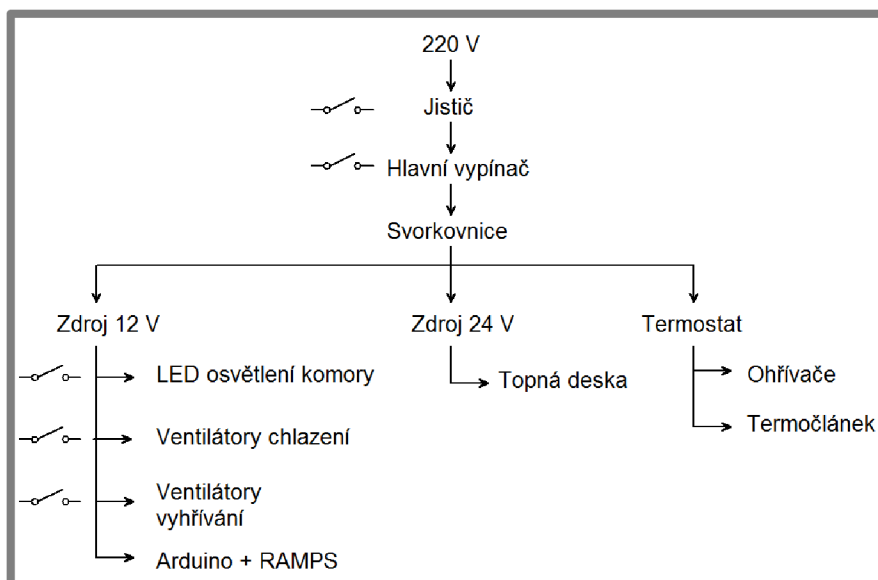 220 V
Jistič
Hlavní vypínač
Svorkovnice
Zdroj 12 V
Zdroj 24 V
Termostat
LED osvětlení komory
Topná deska
Ohřívače
Ventilátory chlazení
Termočlánek
Ventilátory
vyhřívání
Arduino + RAMPS